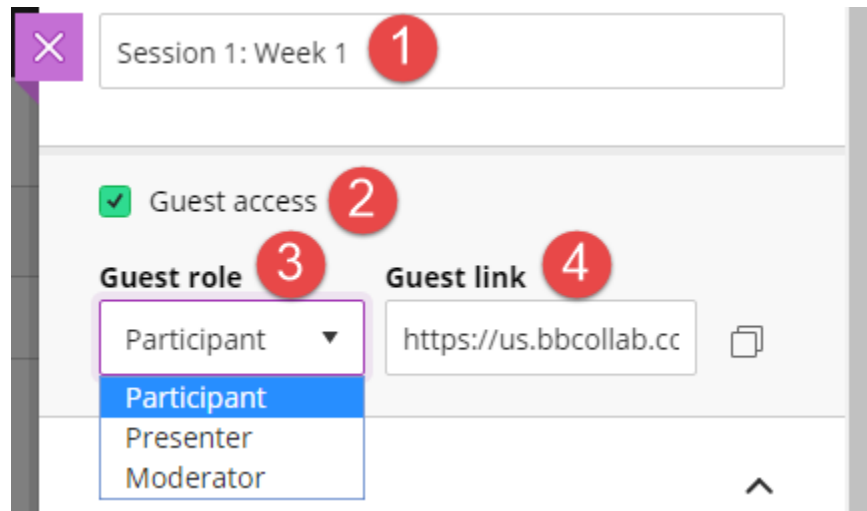 Session 1: Week 1 1
Guest access 2
Guest role 3 Guest link 4
Participant https://us.bbcollab.cc
Participant
Presenter
Moderator